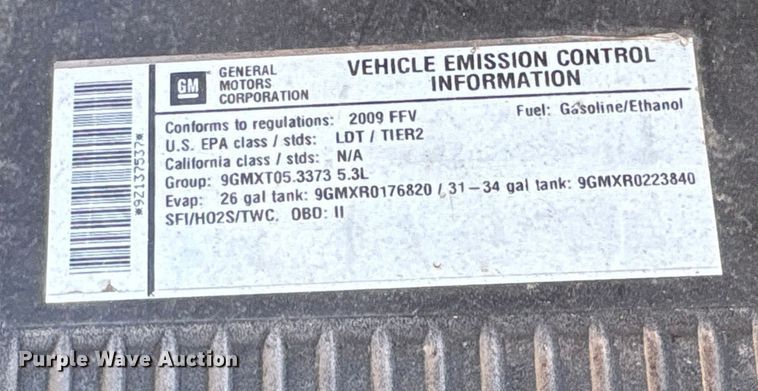 GM
GENERAL
MOTORS
CORPORATION
VEHICLE EMISSION CONTROL
INFORMATION
Conforms to regulations: 2009 FFV
Fuel: Gasoline/Ethanol
U.S. EPA class / stds: LDT / TIER2
California class / stds: N/A
Group: 9GMXT05.3373 5.3L
Evap: 26 gal tank: 9GMXR0176820 / 31-34 gal tank: 9GMXR0223840
SFI/HO2S/TWC, OBD: II
*92137537*
Purple Wave Auction